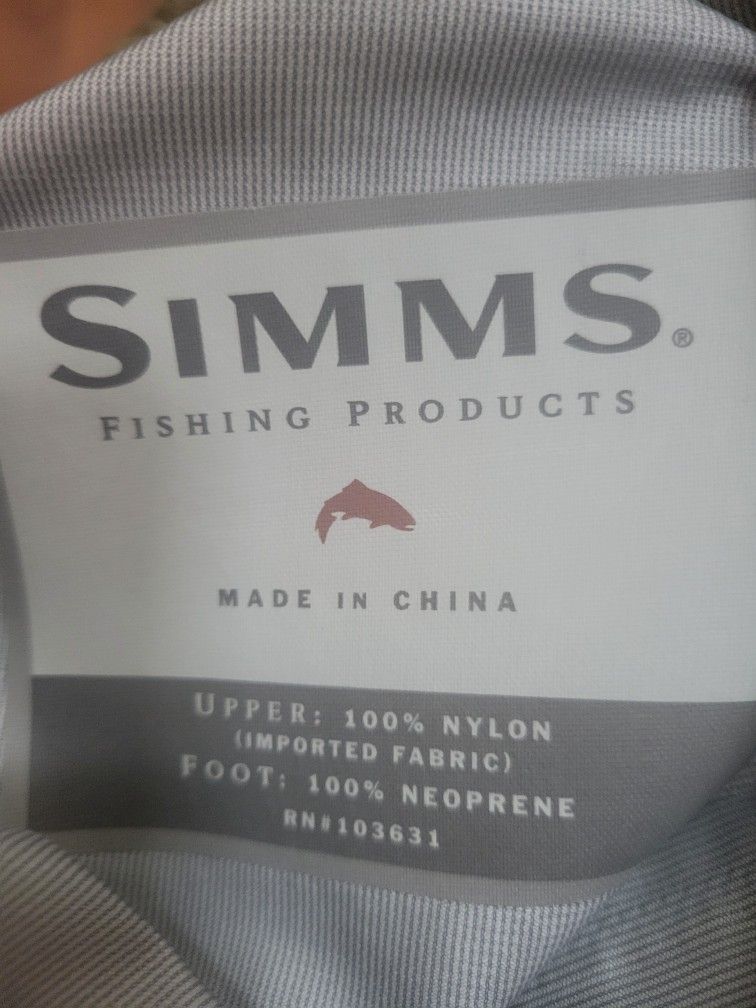 SIMMS®
FISHING PRODUCTS
MADE IN CHINA
UPPER: 100% NYLON
(IMPORTED FABRIC)
FOOT: 100% NEOPRENE
RN#103631